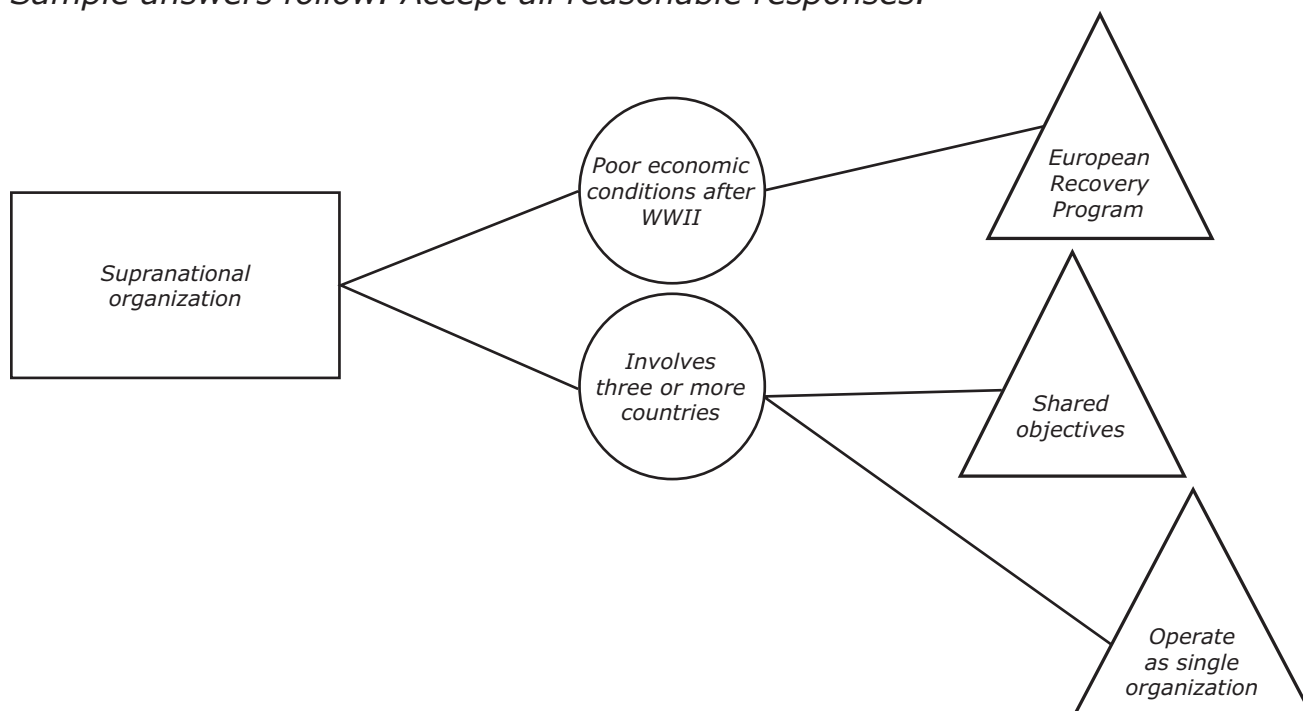 Sample answers follow. Accept all reasonable responses.
Poor economic
conditions after
WWII
European
Recovery
Program
Supranational
organization
Involves
three or more
countries
Shared
objectives
Operate
as single
organization